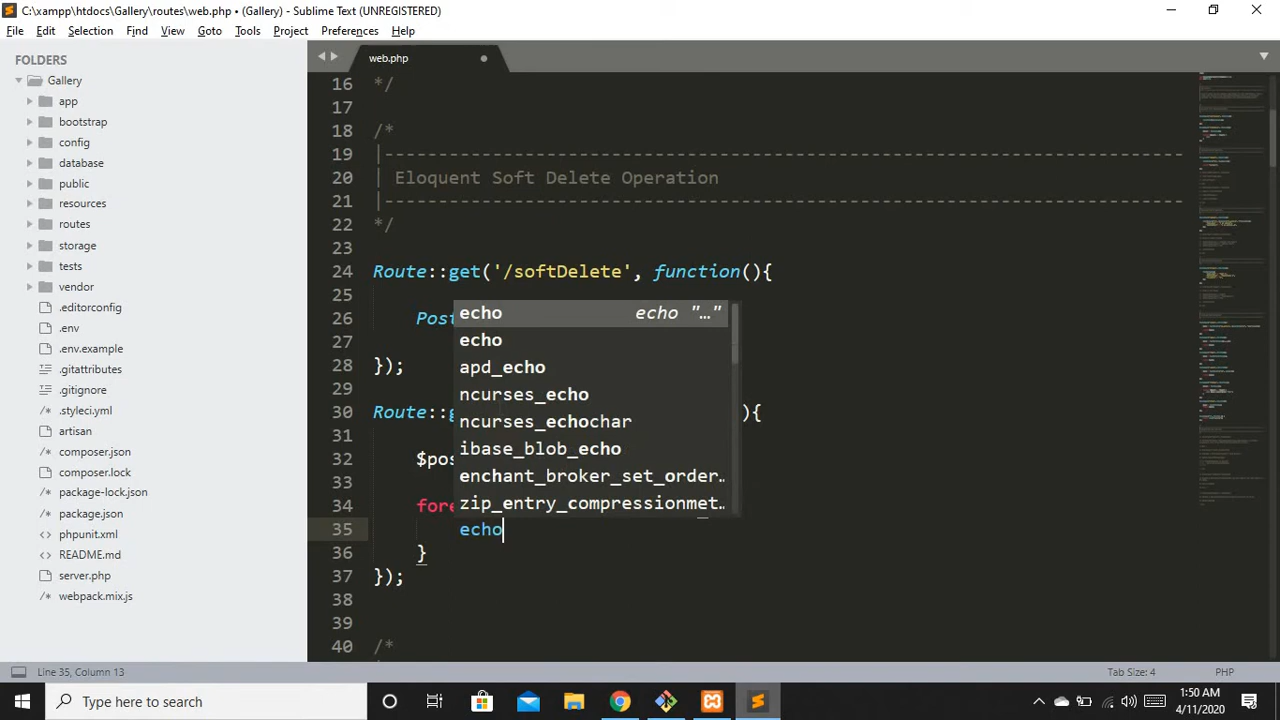 C:\xampp\htdocs\Gallery\routes\web.php • (Gallery) - Sublime Text (UNREGISTERED)
File Edit Selection Find View Goto Tools Project Preferences Help
FOLDERS
Gallery
app
bootstrap
config
database
public
resources
routes
storage
tests
vendor
.editorconfig
.env
.env.example
.gitattributes
.gitignore
.styleci.yml
artisan
composer.json
composer.lock
package-lock.json
package.json
phpunit.xml
README.md
server.php
webpack.mix.js
web.php
16 */
17
18 /*
19 |--------------------------------------------------------------------------
20 | Eloquent Soft Delete Operation
21 |--------------------------------------------------------------------------
22 */
23
24 Route::get('/softDelete', function(){
25
26 Post
27
28 });
29
30 Route::g ){
31
32 $pos
33
34 fore
35 echo
36 }
37 });
38
39
40 /*
echo echo "…"
echo
apd_echo
ncurses_echo
ncurses_echochar
ibase_blob_echo
enchant_broker_set_order…
zip_entry_compressionmet…
Line 35, Column 13
Tab Size: 4
PHP
Type here to search
1:50 AM
4/11/2020